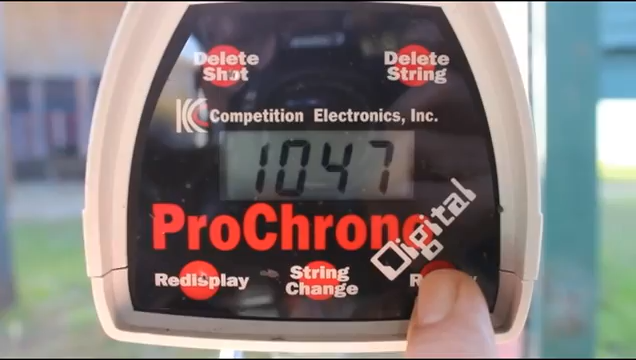 Delete Shot
Delete String
Competition Electronics, Inc.
1047
ProChrono
Digital
Redisplay
String Change